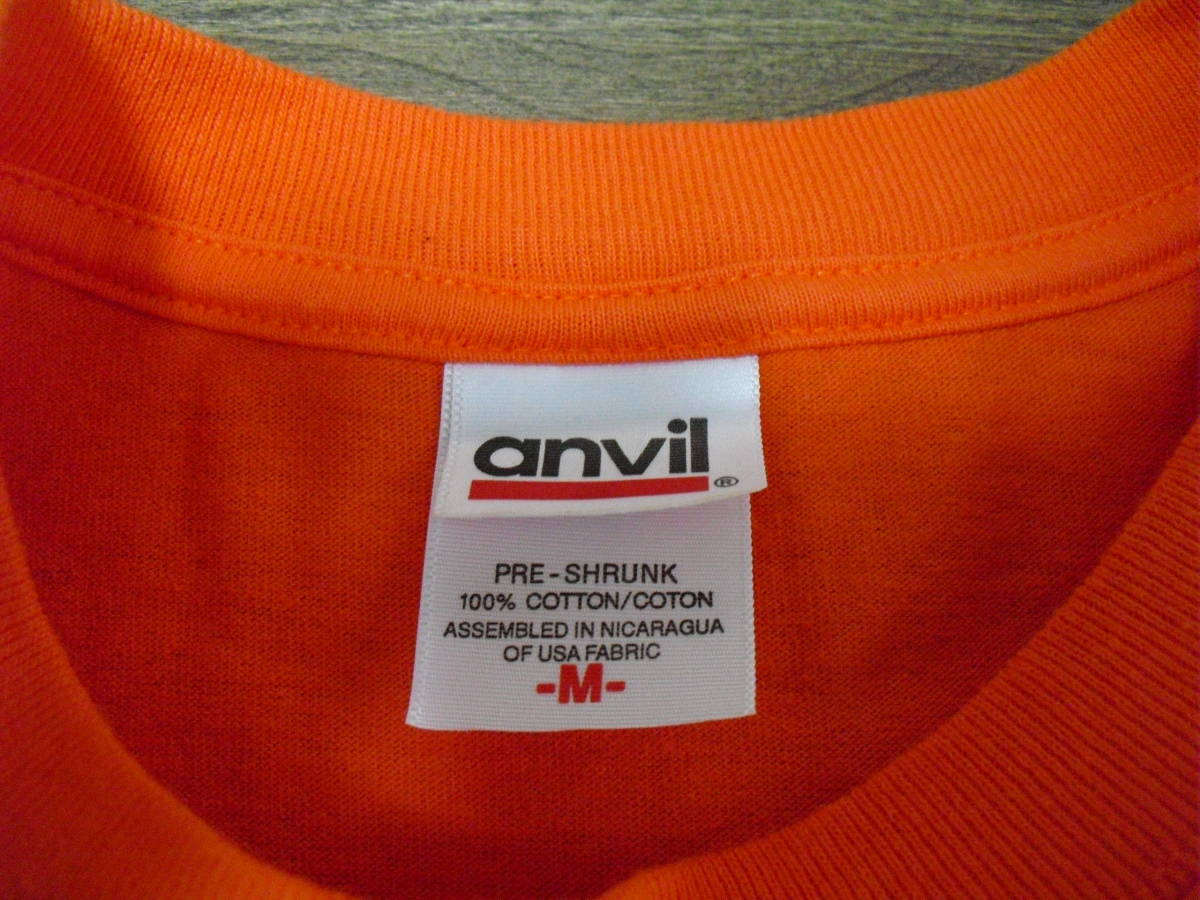 anvil®
PRE-SHRUNK
100% COTTON/COTON
ASSEMBLED IN NICARAGUA
OF USA FABRIC
-M-